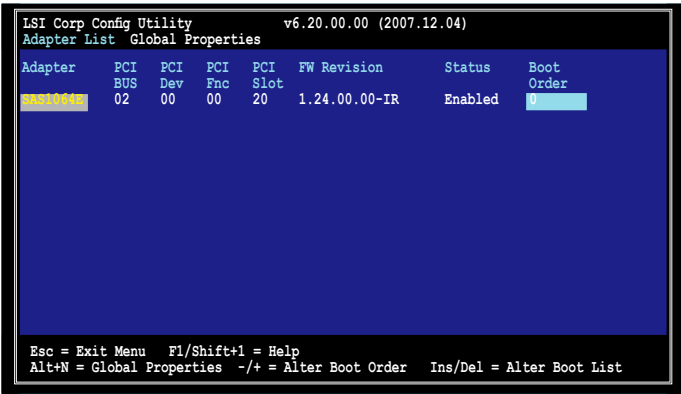 LSI Corp Config Utility v6.20.00.00 (2007.12.04)
Adapter List Global Properties
Adapter PCI PCI PCI PCI FW Revision Status Boot
BUS Dev Fnc Slot Order
SAS1064E 02 00 00 20 1.24.00.00-IR Enabled 0
Esc = Exit Menu F1/Shift+1 = Help
Alt+N = Global Properties -/+ = Alter Boot Order Ins/Del = Alter Boot List